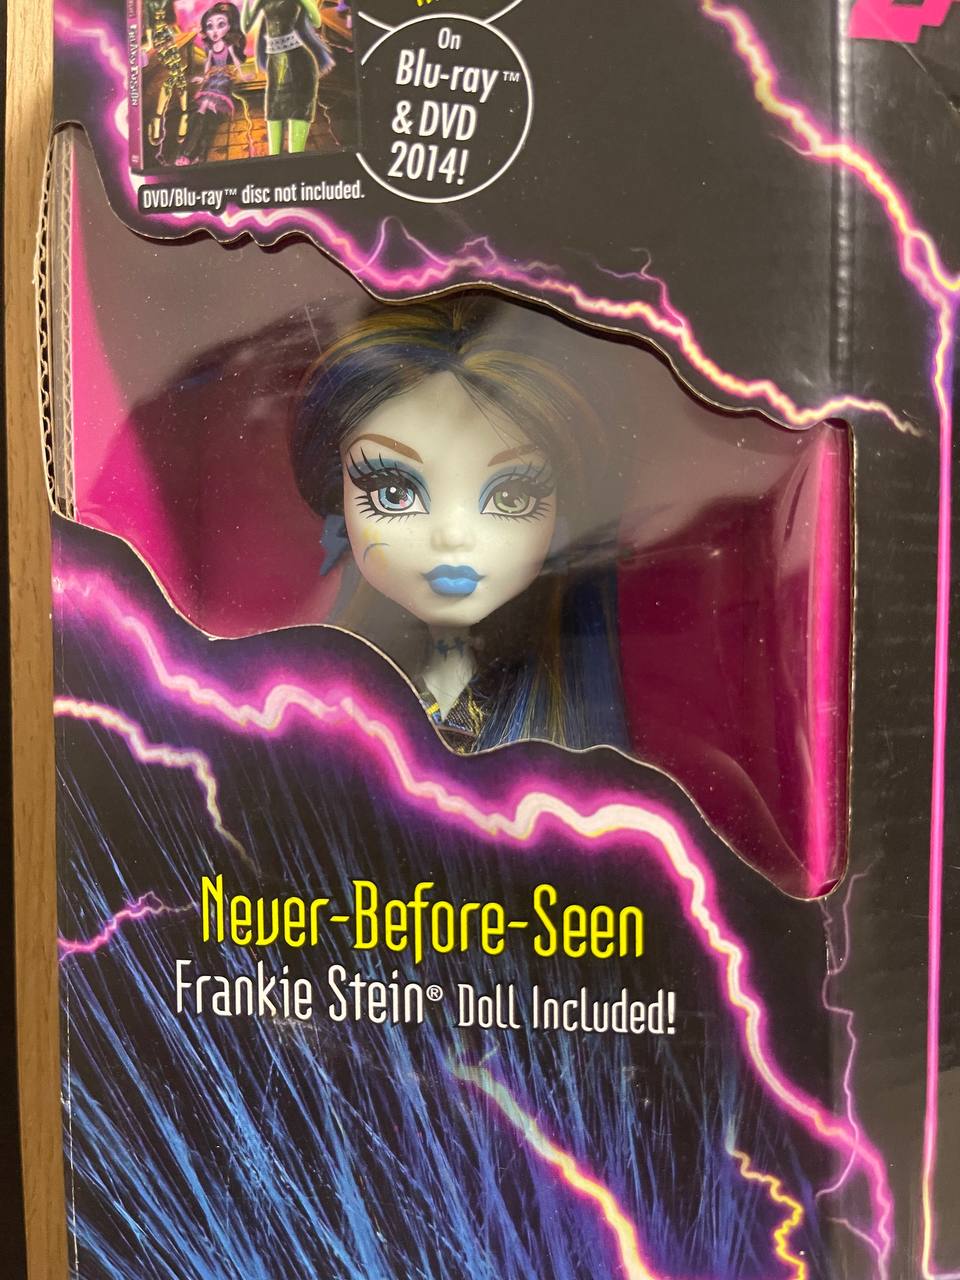 On
Blu-ray™
& DVD
2014!
DVD/Blu-ray™ disc not included.
Never-Before-Seen
Frankie Stein® Doll Included!